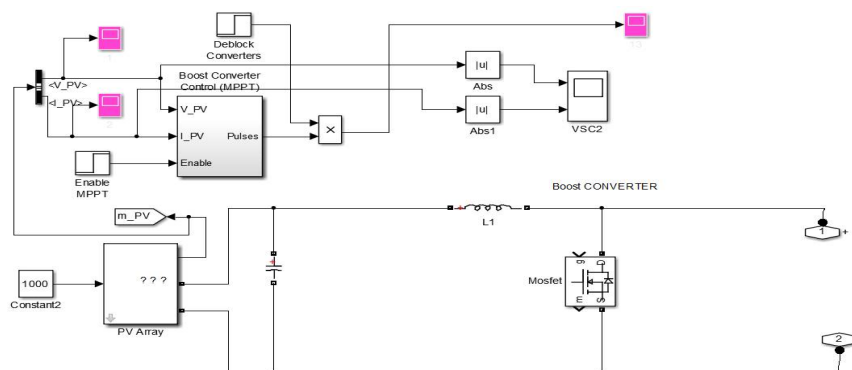 Deblock
Converters
<V_PV>
<I_PV>
Boost Converter
Control (MPPT)
V_PV
I_PV
Pulses
Enable
Enable
MPPT
X
|u|
Abs
|u|
Abs1
VSC2
m_PV
Boost CONVERTER
L1
1
+
1000
Constant2
? ? ?
PV Array
Mosfet
g
D
E
S
2